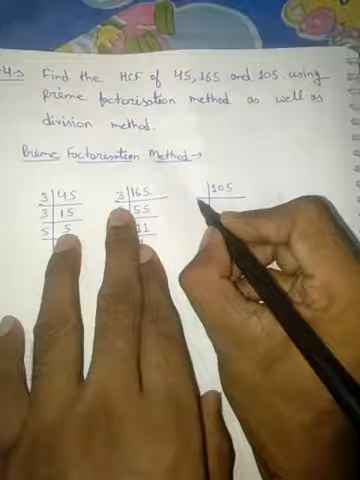 4:→ Find the HCF of 45, 165 and 105 using
prime factorisation method as well as
division method.
Prime Factorisation Method →
3 | 45 3 | 165 | 105
3 | 15 55
5 | 5 11